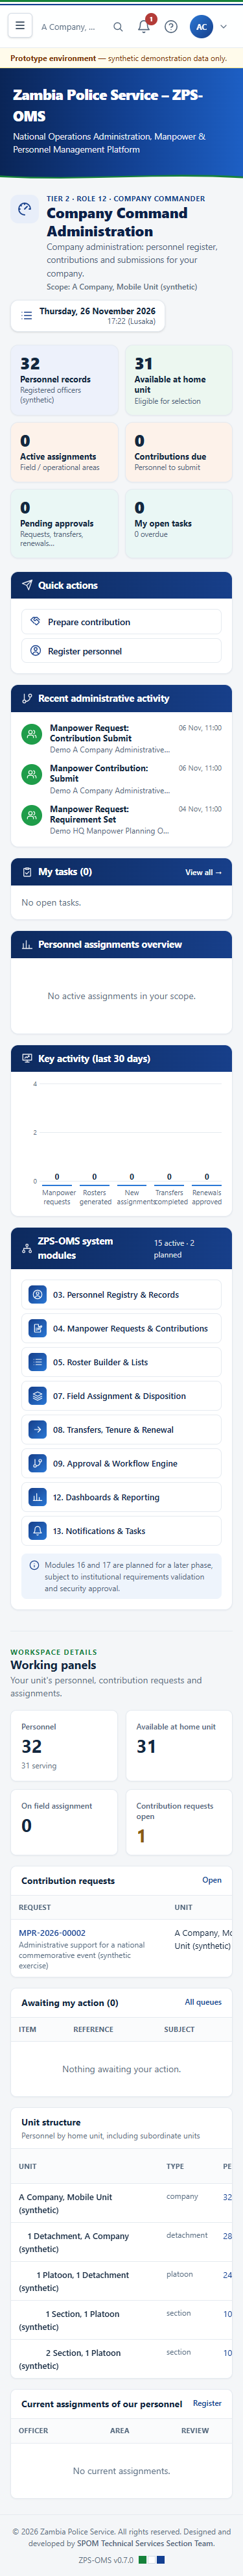 A Company, ...
1
AC
Prototype environment — synthetic demonstration data only.
Zambia Police Service – ZPS-
OMS
National Operations Administration, Manpower &
Personnel Management Platform
TIER 2 · ROLE 12 · COMPANY COMMANDER
Company Command
Administration
Company administration: personnel register,
contributions and submissions for your
company.
Scope: A Company, Mobile Unit (synthetic)
Thursday, 26 November 2026
17:22 (Lusaka)
32
Personnel records
Registered officers
(synthetic)
31
Available at home
unit
Eligible for selection
0
Active assignments
Field / operational areas
0
Contributions due
Personnel to submit
0
Pending approvals
Requests, transfers,
renewals...
0
My open tasks
0 overdue
Quick actions
Prepare contribution
Register personnel
Recent administrative activity
Manpower Request:
Contribution Submit
06 Nov, 11:00
Demo A Company Administrative...
Manpower Contribution:
Submit
06 Nov, 11:00
Demo A Company Administrative...
Manpower Request:
Requirement Set
04 Nov, 11:00
Demo HQ Manpower Planning O...
My tasks (0)
View all →
No open tasks.
Personnel assignments overview
No active assignments in your scope.
Key activity (last 30 days)
4
2
0
0 0 0 0 0
Manpower requests
Rosters generated
New assignments
Transfers completed
Renewals approved
ZPS-OMS system
modules
15 active · 2
planned
03. Personnel Registry & Records
04. Manpower Requests & Contributions
05. Roster Builder & Lists
07. Field Assignment & Disposition
08. Transfers, Tenure & Renewal
09. Approval & Workflow Engine
12. Dashboards & Reporting
13. Notifications & Tasks
Modules 16 and 17 are planned for a later phase,
subject to institutional requirements validation
and security approval.
WORKSPACE DETAILS
Working panels
Your unit's personnel, contribution requests and
assignments.
Personnel
32
31 serving
Available at home unit
31
On field assignment
0
Contribution requests
open
1
Contribution requests
Open
REQUEST UNIT
MPR-2026-00002
Administrative support for a national
commemorative event (synthetic
exercise)
A Company, Mo
Unit (synthetic)
Awaiting my action (0)
All queues
ITEM REFERENCE SUBJECT
Nothing awaiting your action.
Unit structure
Personnel by home unit, including subordinate units
UNIT TYPE PE
A Company, Mobile Unit
(synthetic)
company 32
1 Detachment, A Company
(synthetic)
detachment 28
1 Platoon, 1 Detachment
(synthetic)
platoon 24
1 Section, 1 Platoon
(synthetic)
section 10
2 Section, 1 Platoon
(synthetic)
section 10
Current assignments of our personnel
Register
OFFICER AREA REVIEW
No current assignments.
© 2026 Zambia Police Service. All rights reserved. Designed and
developed by SPOM Technical Services Section Team.
ZPS-OMS v0.7.0